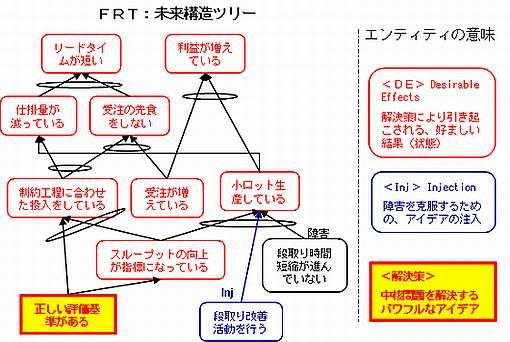 FRT：未来構造ツリー
リードタイ
ムが短い
利益が増え
ている
仕掛量が
減っている
受注の先食
をしない
制約工程に合わせ
た投入をしている
受注が増
えている
小ロット生
産している
スループットの向上
が指標になっている
障害
段取り時間
短縮が進ん
でいない
正しい評価基
準がある
Inj
段取り改善
活動を行う
エンティティの意味
＜ＤＥ＞ Desirable
Effects
解決策により引き起
こされる、好ましい
結果（状態）
＜Inj＞ Injection
障害を克服するため
の、アイデアの注入
＜解決策＞
中核問題を解決する
パワフルなアイデア